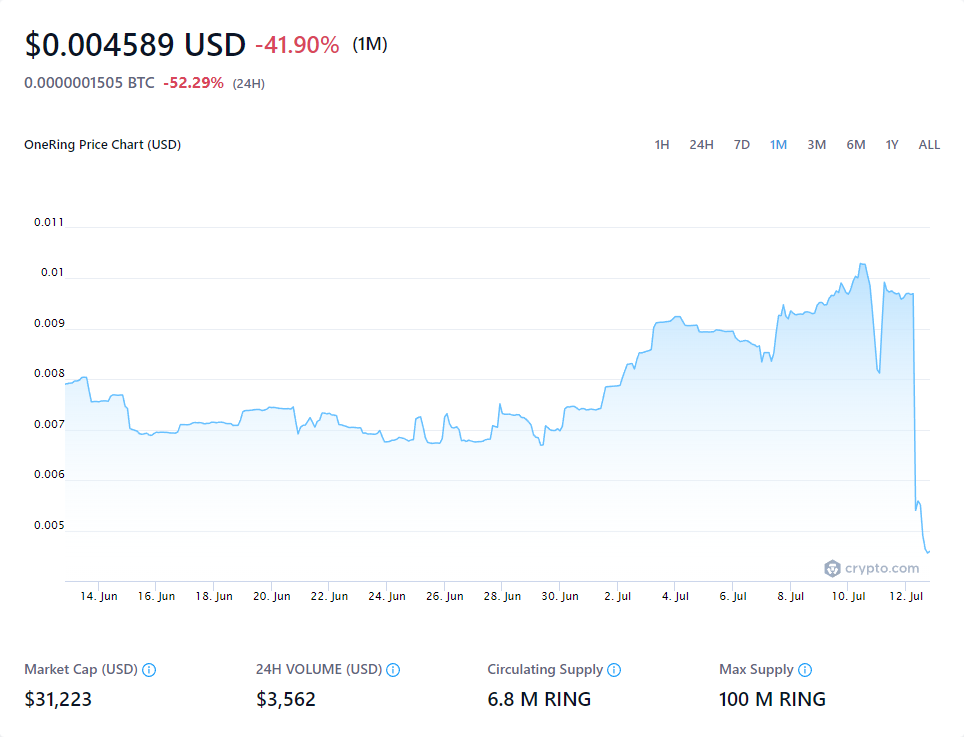 $0.004589 USD -41.90% (1M)
0.0000001505 BTC -52.29% (24H)
OneRing Price Chart (USD) 1H 24H 7D 1M 3M 6M 1Y ALL
0.011
0.01
0.009
0.008
0.007
0.006
0.005
crypto.com
14. Jun 16. Jun 18. Jun 20. Jun 22. Jun 24. Jun 26. Jun 28. Jun 30. Jun 2. Jul 4. Jul 6. Jul 8. Jul 10. Jul 12. Jul
Market Cap (USD) 24H VOLUME (USD) Circulating Supply Max Supply
$31,223 $3,562 6.8 M RING 100 M RING